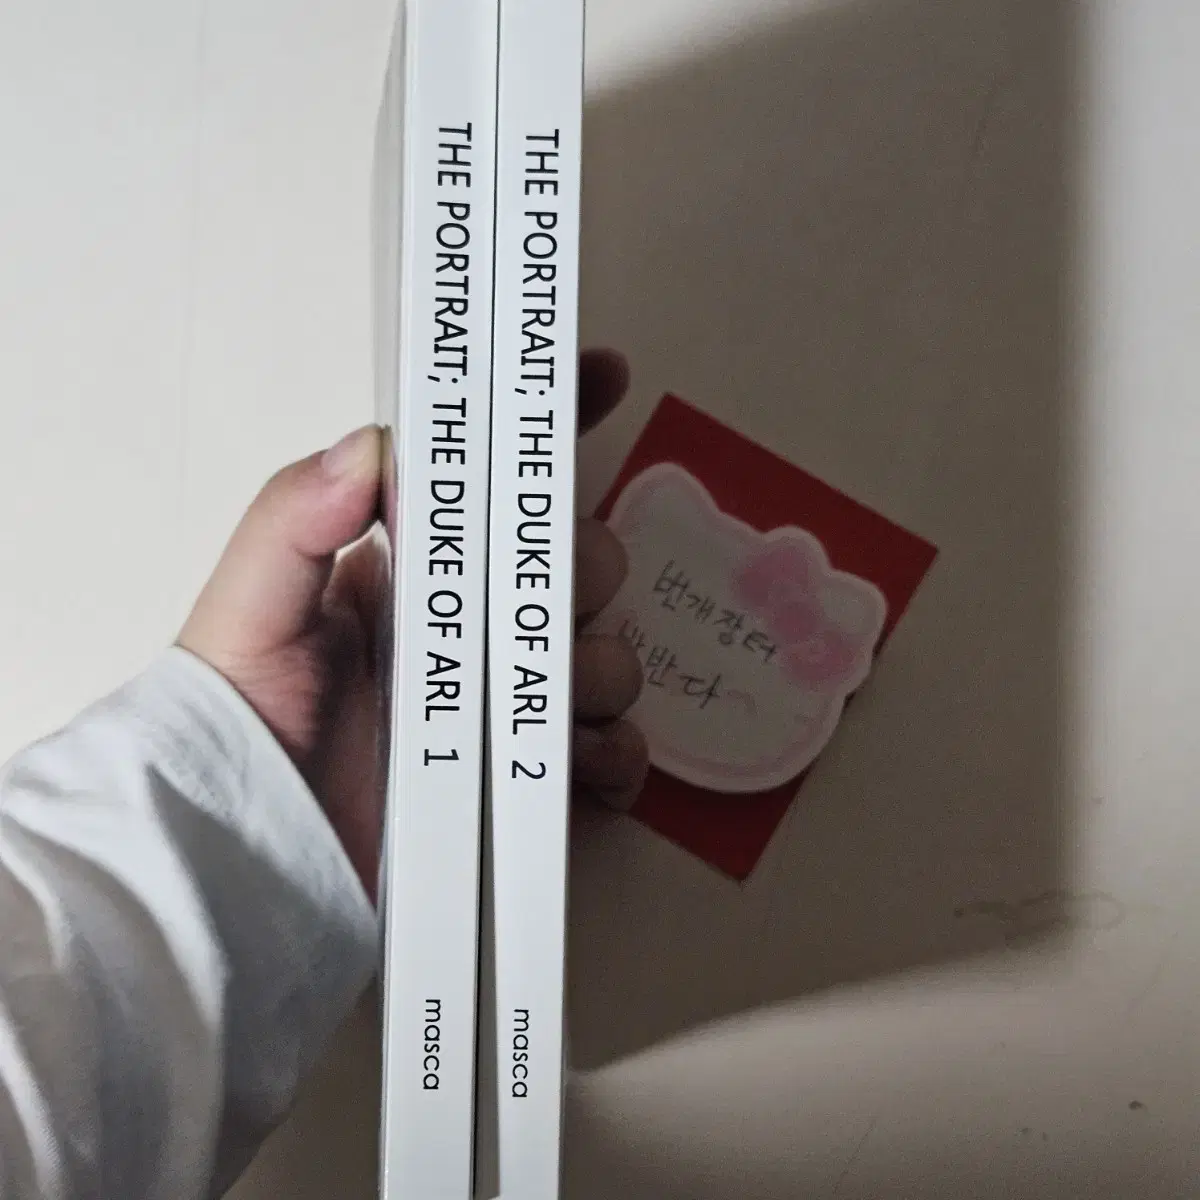 THE PORTRAIT; THE DUKE OF ARL 1
masca
THE PORTRAIT; THE DUKE OF ARL 2
masca
번개장터
반다